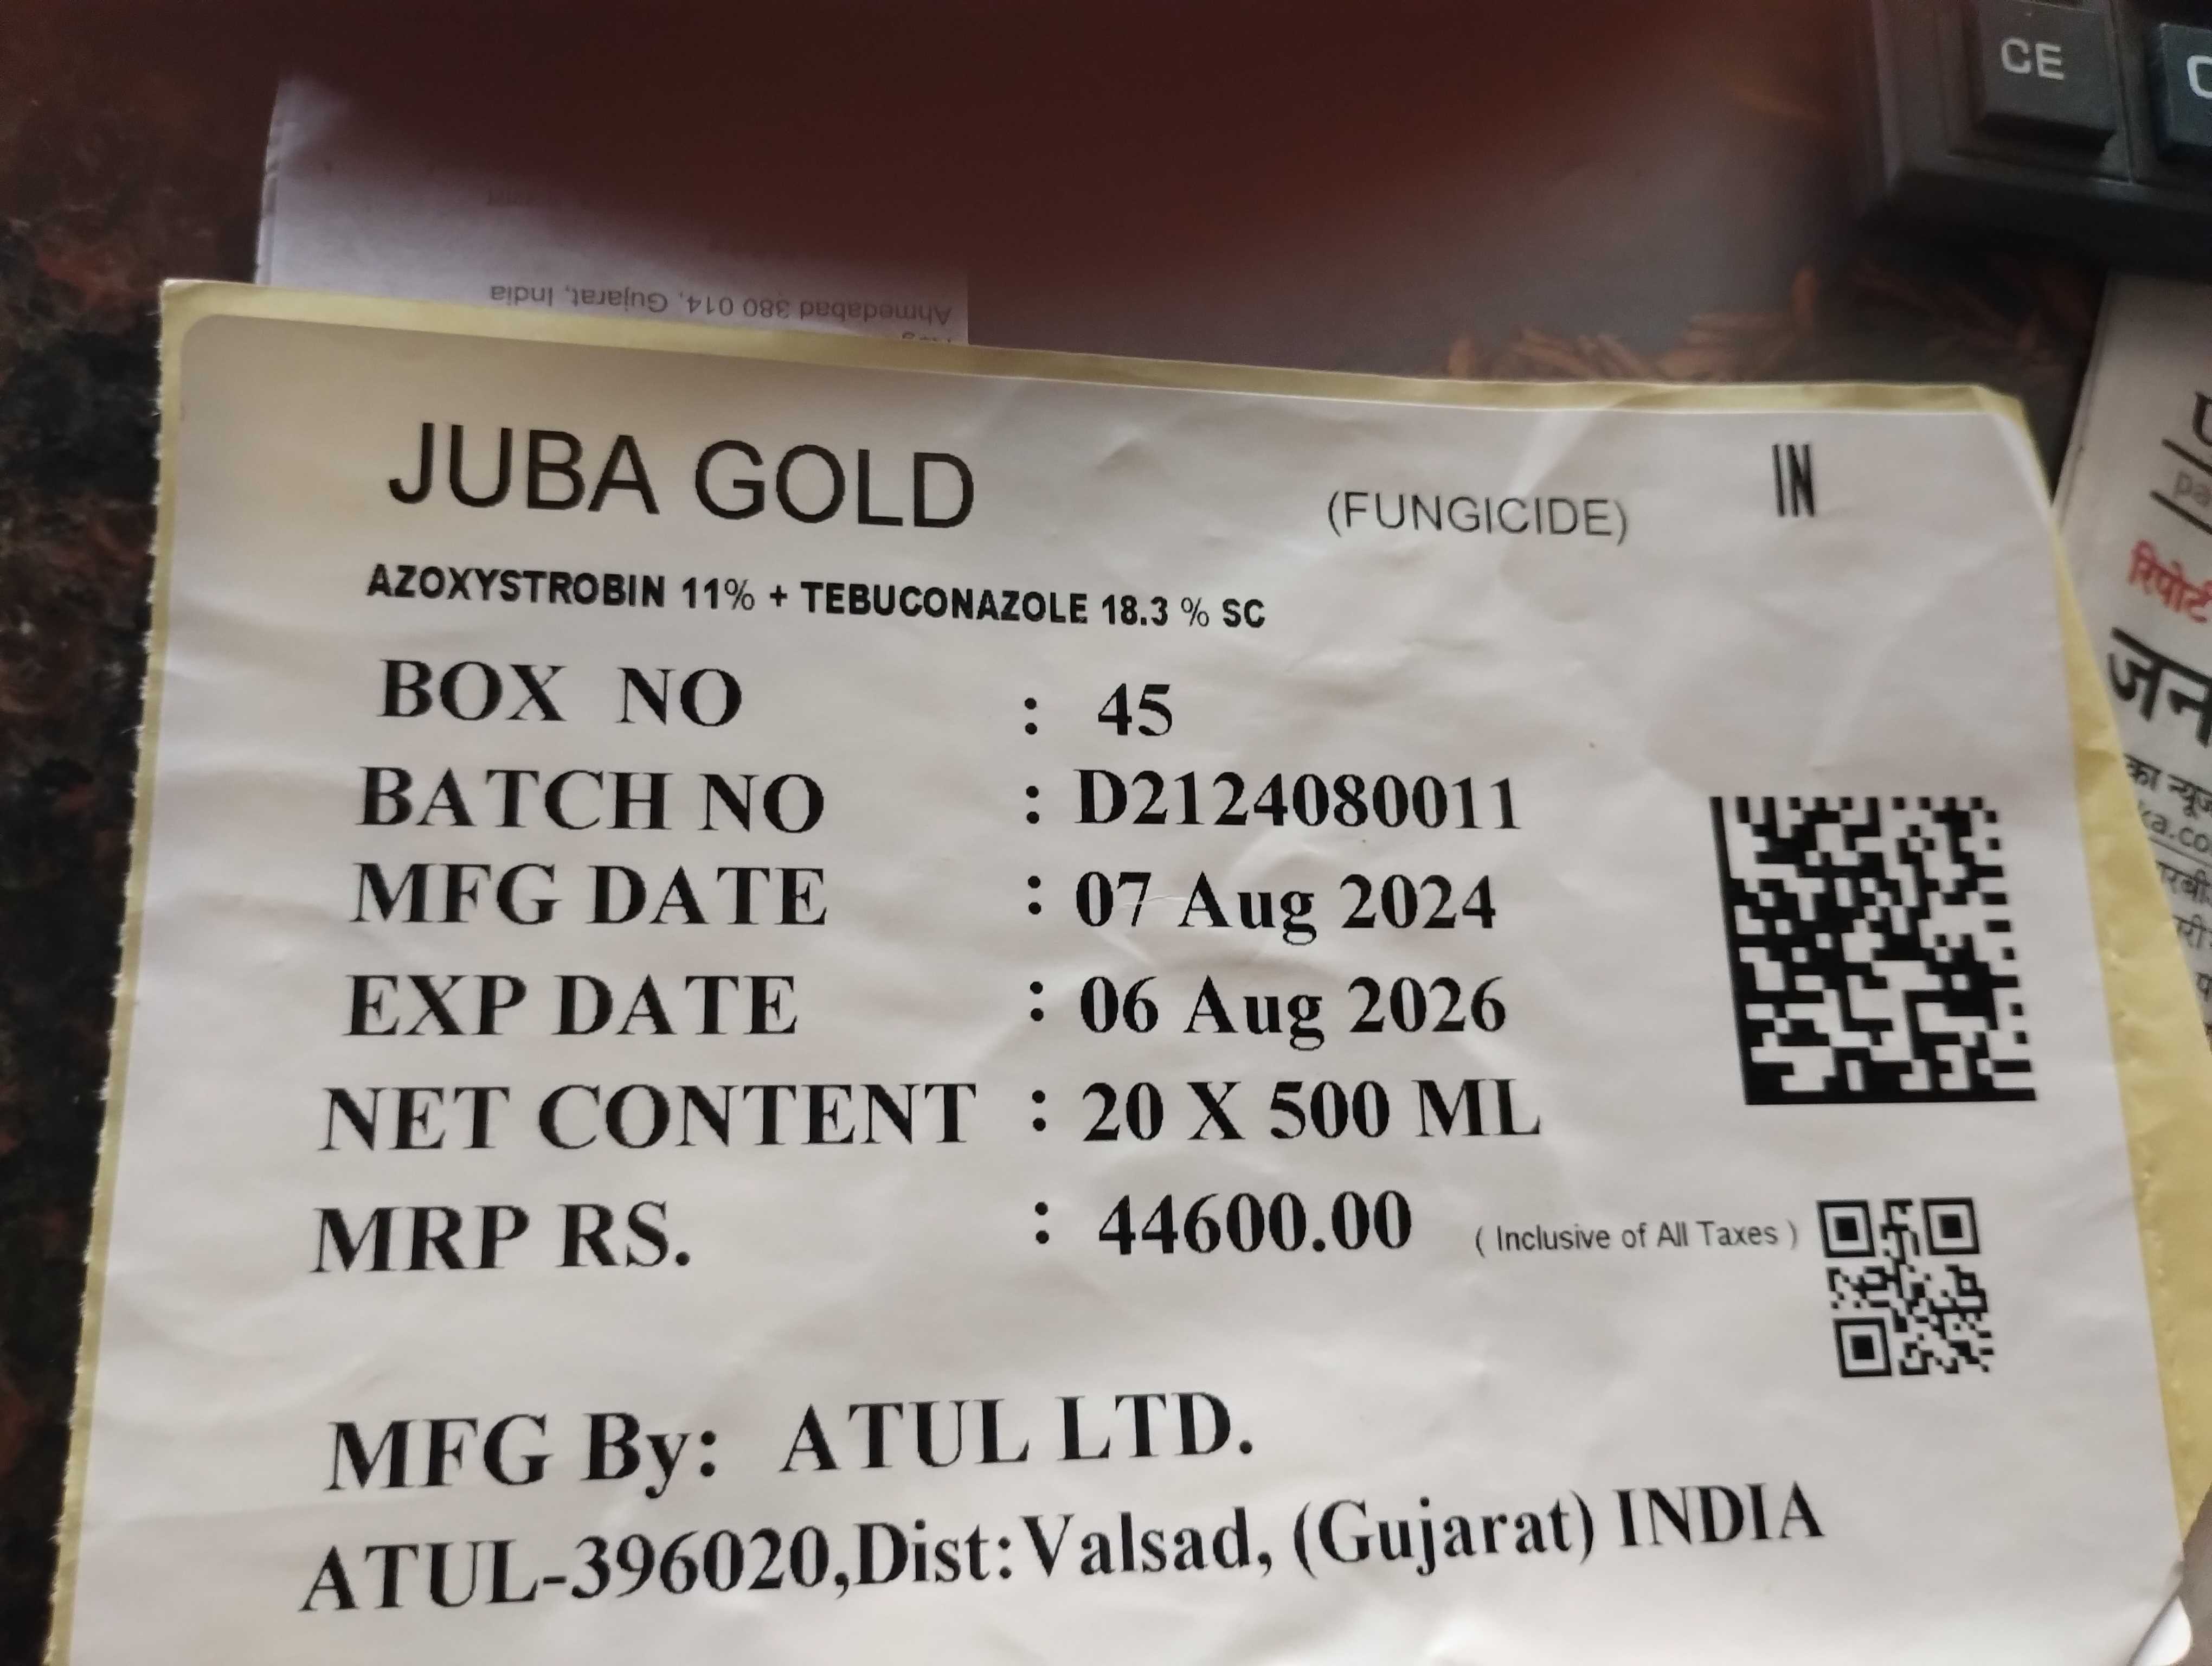 CE
Ahmedabad 380 014, Gujarat, India
JUBA GOLD (FUNGICIDE) IN
AZOXYSTROBIN 11% + TEBUCONAZOLE 18.3 % SC
BOX NO : 45
BATCH NO : D2124080011
MFG DATE : 07 Aug 2024
EXP DATE : 06 Aug 2026
NET CONTENT : 20 X 500 ML
MRP RS. : 44600.00 ( Inclusive of All Taxes )
MFG By: ATUL LTD.
ATUL-396020,Dist:Valsad, (Gujarat) INDIA
रिपोर्ट
जन
का न्यूज